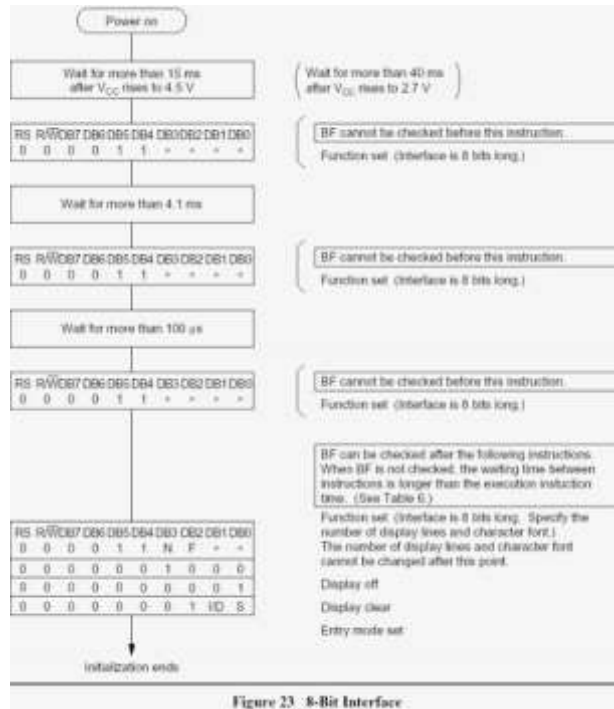 Power on
Wait for more than 15 ms
after VCC rises to 4.5 V
Wait for more than 40 ms
after VCC rises to 2.7 V
RS R/W DB7 DB6 DB5 DB4 DB3 DB2 DB1 DB0
0 0 0 0 1 1 * * * *
BF cannot be checked before this instruction.
Function set (Interface is 8 bits long.)
Wait for more than 4.1 ms
RS R/W DB7 DB6 DB5 DB4 DB3 DB2 DB1 DB0
0 0 0 0 1 1 * * * *
BF cannot be checked before this instruction.
Function set (Interface is 8 bits long.)
Wait for more than 100 µs
RS R/W DB7 DB6 DB5 DB4 DB3 DB2 DB1 DB0
0 0 0 0 1 1 * * * *
BF cannot be checked before this instruction.
Function set (Interface is 8 bits long.)
BF can be checked after the following instructions.
When BF is not checked, the waiting time between
instructions is longer than the execution instuction
time. (See Table 6.)
RS R/W DB7 DB6 DB5 DB4 DB3 DB2 DB1 DB0
0 0 0 0 1 1 N F * *
0 0 0 0 0 0 1 0 0 0
0 0 0 0 0 0 0 0 0 1
0 0 0 0 0 0 0 1 I/D S
Function set (Interface is 8 bits long. Specify the
number of display lines and character font.)
The number of display lines and character font
cannot be changed after this point.
Display off
Display clear
Entry mode set
Initialization ends
Figure 23 8-Bit Interface